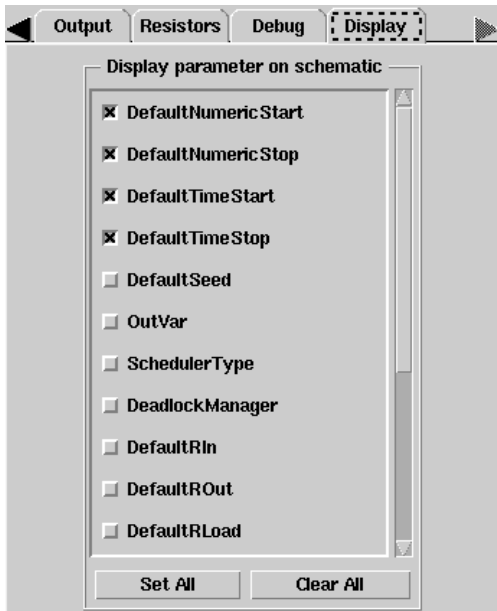 Output Resistors Debug Display
Display parameter on schematic
DefaultNumericStart
DefaultNumericStop
DefaultTimeStart
DefaultTimeStop
DefaultSeed
OutVar
SchedulerType
DeadlockManager
DefaultRIn
DefaultROut
DefaultRLoad
Set All Clear All